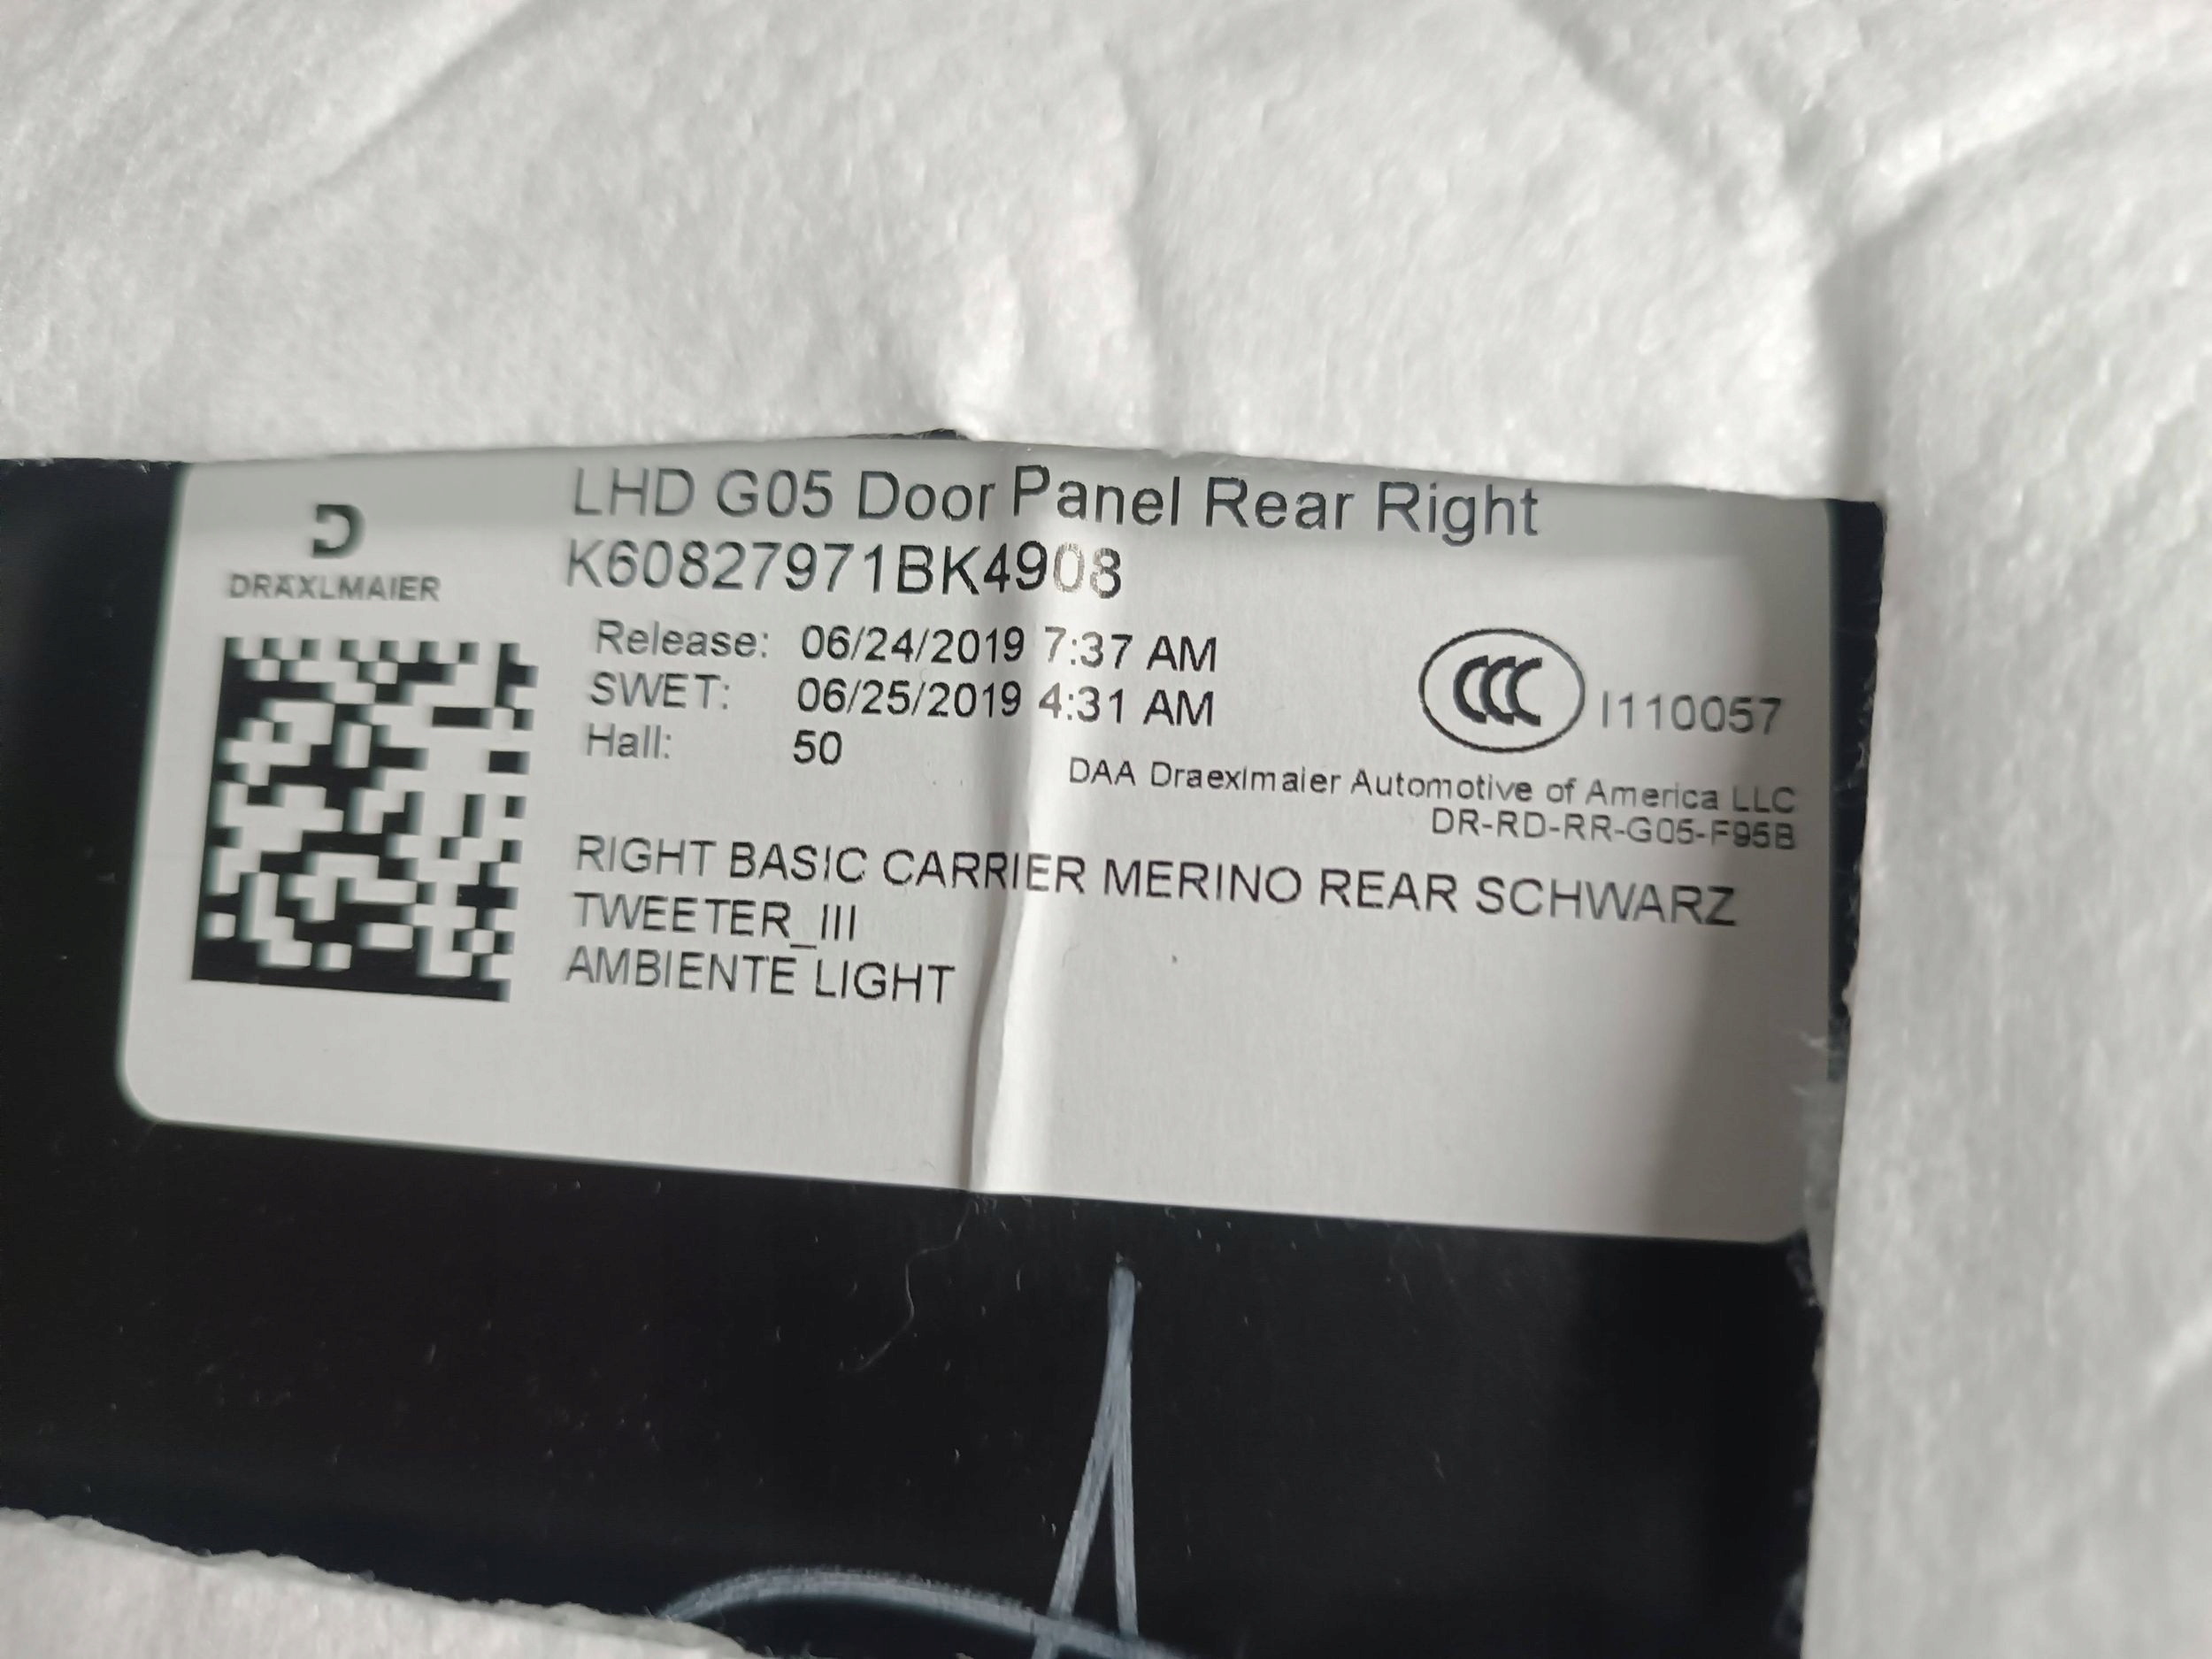 LHD G05 Door Panel Rear Right
DRÄXLMAIER
K60827971BK4908
Release: 06/24/2019 7:37 AM
SWET: 06/25/2019 4:31 AM
Hall: 50
CCC I110057
DAA Draexlmaier Automotive of America LLC
DR-RD-RR-G05-F95B
RIGHT BASIC CARRIER MERINO REAR SCHWARZ
TWEETER_III
AMBIENTE LIGHT